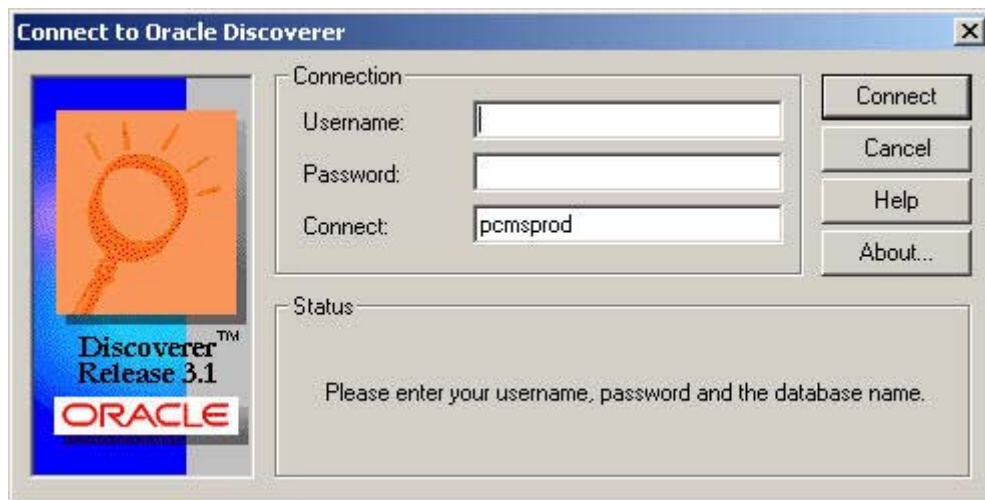 Connect to Oracle Discoverer
Connection
Username:
Password:
Connect: pcmsprod
Connect
Cancel
Help
About...
Discoverer™
Release 3.1
ORACLE
Status
Please enter your username, password and the database name.